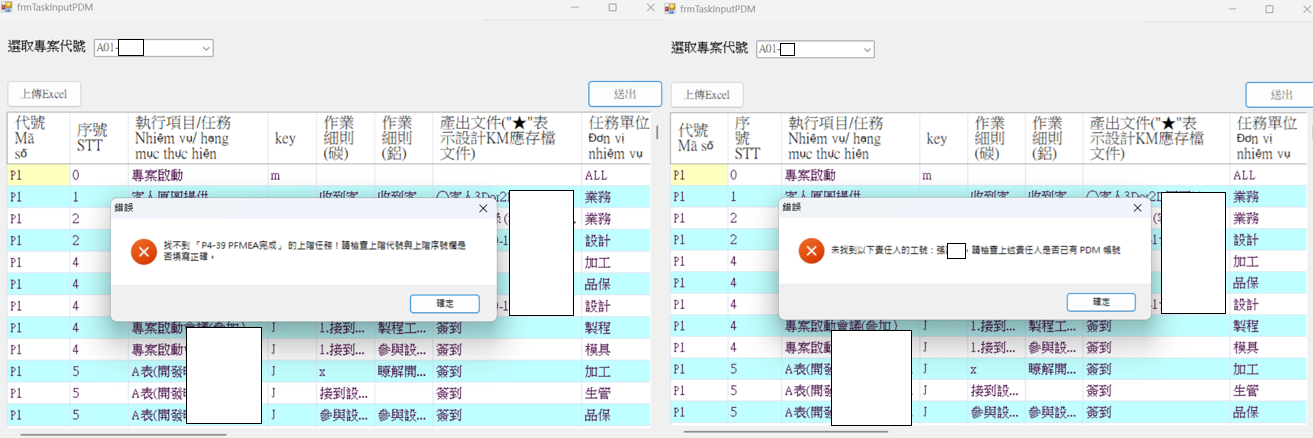 frmTaskInputPDM
選取專案代號 A01-
上傳Excel 送出
代號 Mã số 序號 STT 執行項目/任務 Nhiệm vụ/ hạng mục thực hiện key 作業細則(碳) 作業細則(鋁) 產出文件("★"表示設計KM應存檔文件) 任務單位 Đơn vị nhiệm vụ
P1 0 專案啟動 m ALL
P1 1 客人原圖提供 收到客... 收到客... 業務
P1 2 業務
P1 2 設計
P1 4 加工
P1 4 品保
P1 4 設計
P1 4 專案啟動會議(參加) J 1.接到... 製程工... 簽到 製程
P1 4 專案啟動 J 1.接到... 參與設... 簽到 模具
P1 5 A表(開發 J x 瞭解開... 簽到 加工
P1 5 A表(開發 J 接到設... 簽到 生管
P1 5 A表(開發 J 參與設... 參與設... 簽到 品保
錯誤
找不到 「P4-39 PFMEA完成」 的上階任務！請檢查上階代號與上階序號欄是
否填寫正確。
確定
frmTaskInputPDM
選取專案代號 A01-
上傳Excel 送出
代號 Mã số 序號 STT 執行項目/任務 Nhiệm vụ/ hạng mục thực hiện key 作業細則(碳) 作業細則(鋁) 產出文件("★"表示設計KM應存檔文件) 任務單位 Đơn vị nhiệm vụ
P1 0 專案啟動 m ALL
P1 1 客人原圖提供 收到客... 收到客... 業務
P1 2 業務
P1 2 設計
P1 4 加工
P1 4 品保
P1 4 設計
P1 4 專案啟動會議(參加) J 1.接到... 製程工... 簽到 製程
P1 4 專案啟動 J 1.接到... 參與設... 簽到 模具
P1 5 A表(開發 J x 瞭解開... 簽到 加工
P1 5 A表(開發 J 接到設... 簽到 生管
P1 5 A表(開發 J 參與設... 參與設... 簽到 品保
錯誤
未找到以下責任人的工號：張 。請檢查上述責任人是否已有 PDM 帳號
確定